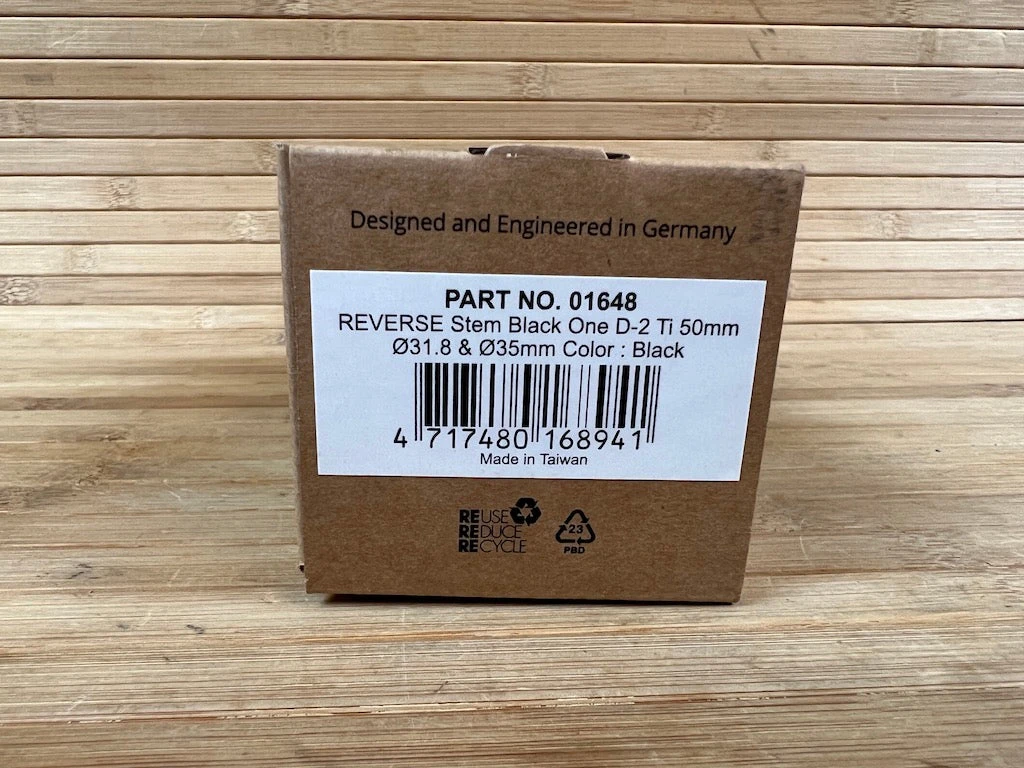 Designed and Engineered in Germany
PART NO. 01648
REVERSE Stem Black One D-2 Ti 50mm
Ø31.8 & Ø35mm Color : Black
4 717480 168941
Made in Taiwan
REUSE
REDUCE
RECYCLE
23
PBD